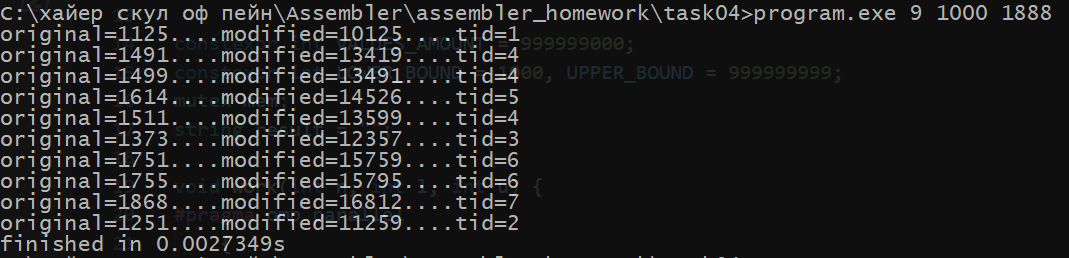 C:\хайер скул оф пейн\Assembler\assembler_homework\task04>program.exe 9 1000 1888
original=1125....modified=10125....tid=1
original=1491....modified=13419....tid=4
original=1499....modified=13491....tid=4
original=1614....modified=14526....tid=5
original=1511....modified=13599....tid=4
original=1373....modified=12357....tid=3
original=1751....modified=15759....tid=6
original=1755....modified=15795....tid=6
original=1868....modified=16812....tid=7
original=1251....modified=11259....tid=2
finished in 0.0027349s